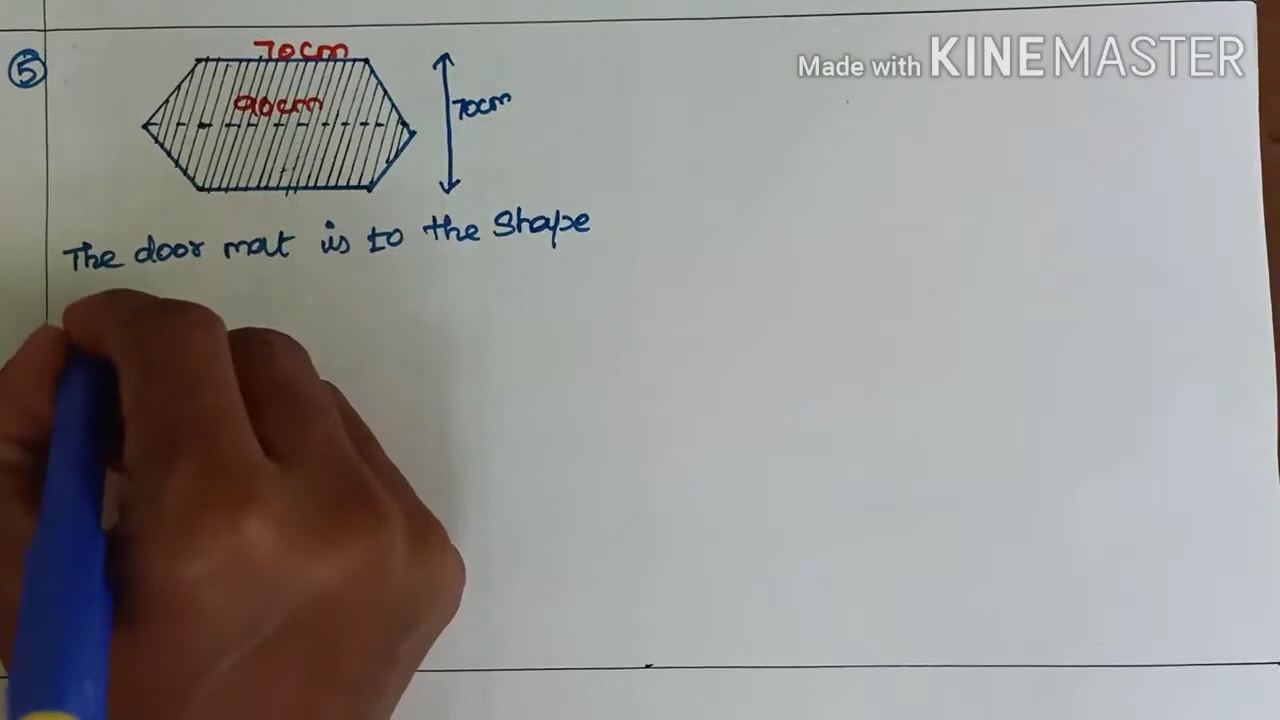 Made with KINEMASTER
5
70cm
90cm
70cm
The door mat is to the shape